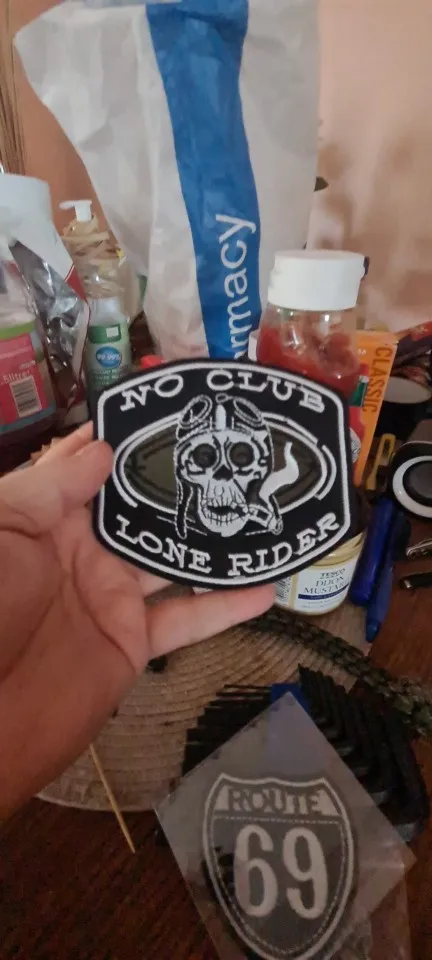 rmacy
CLASSIC
NO CLUB
LONE RIDER
TESCO
DIJON
MUSTARD
ROUTE
69